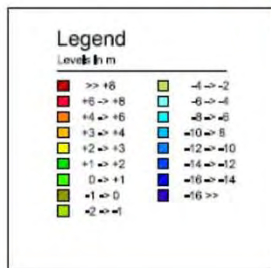 Legend
Levels in m
>> +8
+6 -> +8
+4 -> +6
+3 -> +4
+2 -> +3
+1 -> +2
0 -> +1
-1 -> 0
-2 -> -1
-4 -> -2
-6 -> -4
-8 -> -6
-10 -> 8
-12 -> -10
-14 -> -12
-16 -> -14
-16 >>